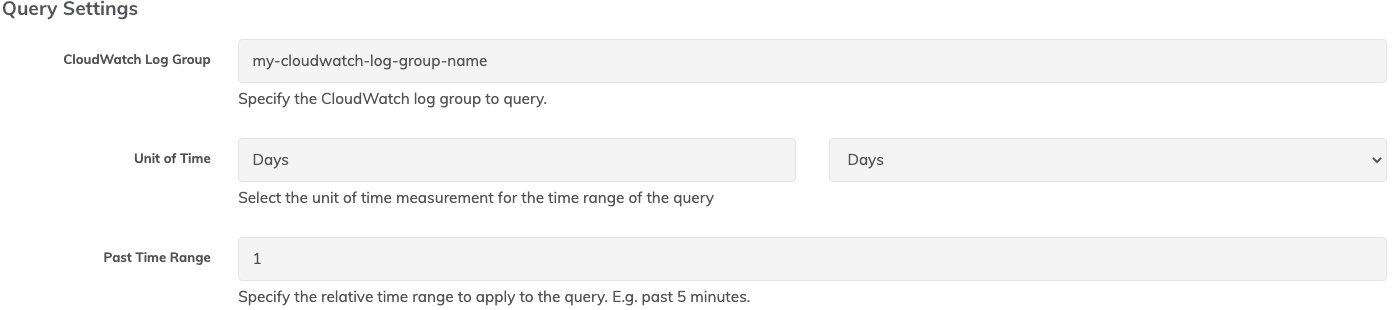 Query Settings
CloudWatch Log Group
my-cloudwatch-log-group-name
Specify the CloudWatch log group to query.
Unit of Time
Days
Days
Select the unit of time measurement for the time range of the query
Past Time Range
1
Specify the relative time range to apply to the query. E.g. past 5 minutes.